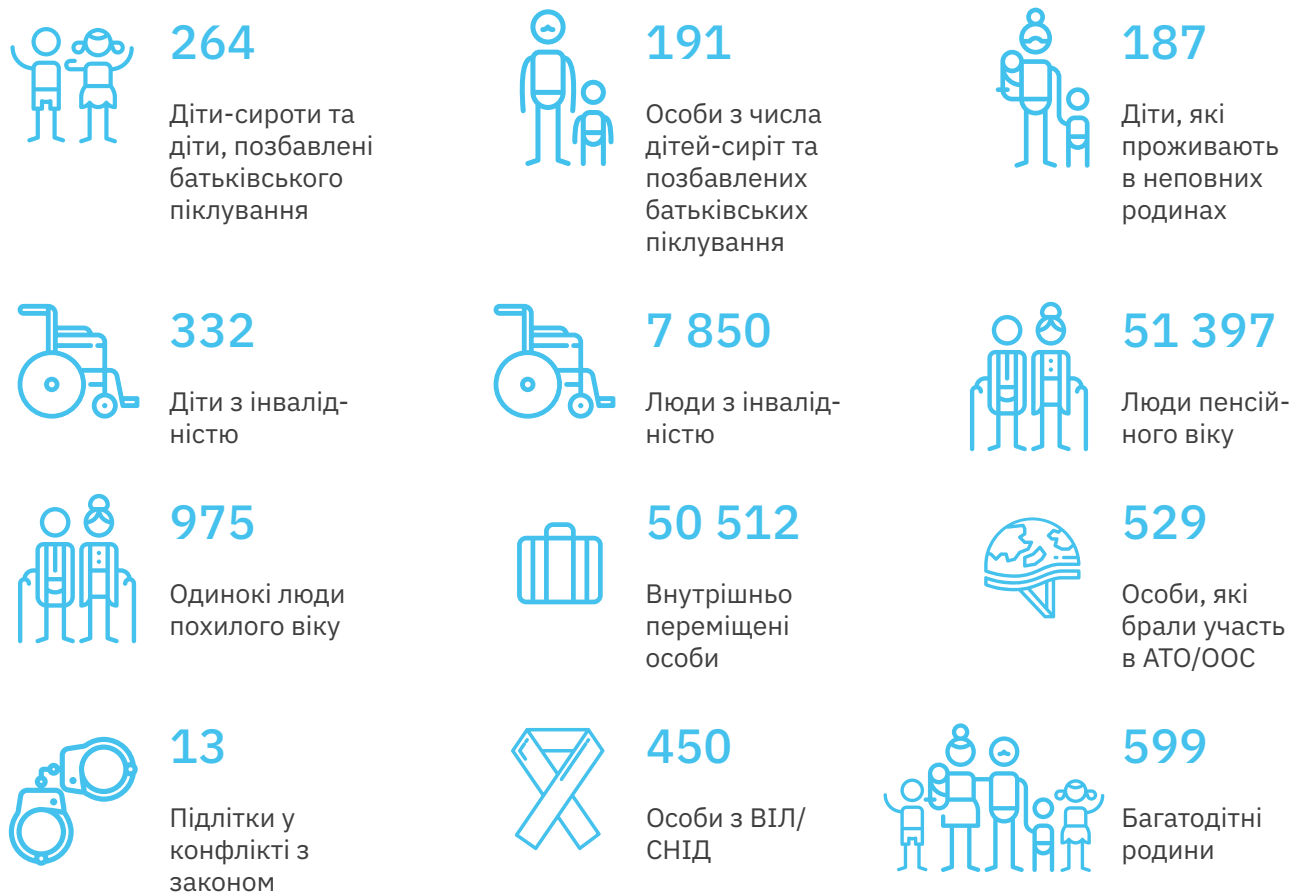 264
Діти-сироти та
діти, позбавлені
батьківського
піклування
191
Особи з числа
дітей-сиріт та
позбавлених
батьківських
піклування
187
Діти, які
проживають
в неповних
родинах
332
Діти з інвалід-
ністю
7 850
Люди з інвалід-
ністю
51 397
Люди пенсій-
ного віку
975
Одинокі люди
похилого віку
50 512
Внутрішньо
переміщені
особи
529
Особи, які
брали участь
в АТО/ООС
13
Підлітки у
конфлікті з
законом
450
Особи з ВІЛ/
СНІД
599
Багатодітні
родини